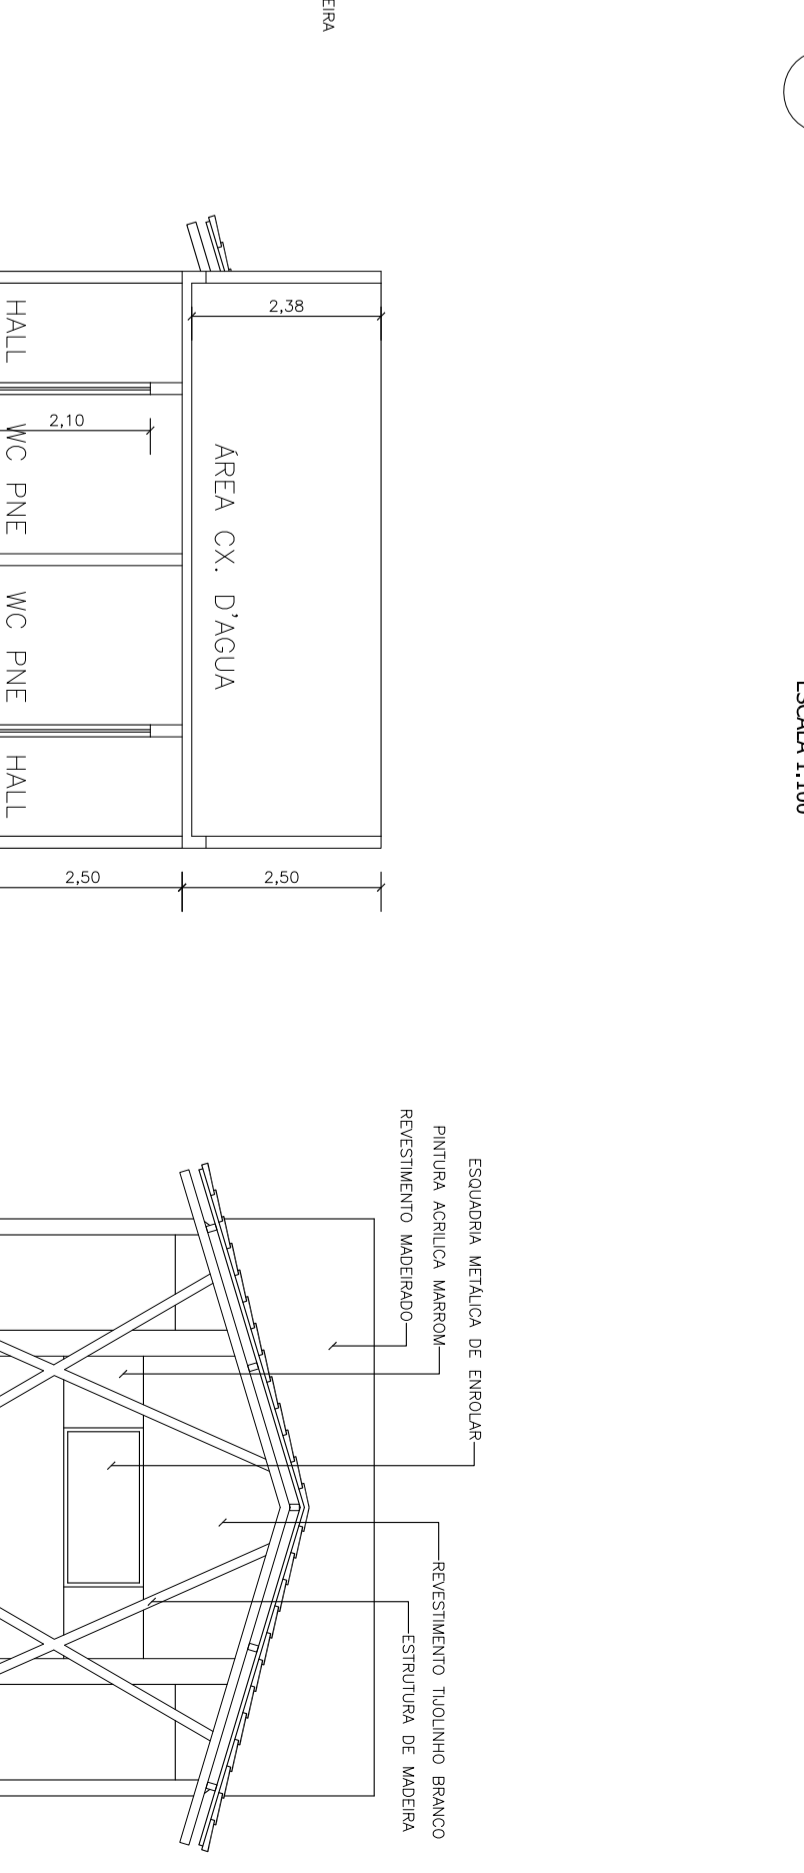 EIRA
ESCALA 1:100
2,38
ÁREA CX. D'AGUA
HALL
2,10
WC PNE
WC PNE
HALL
2,50
2,50
ESQUADRIA METÁLICA DE ENROLAR
PINTURA ACRILICA MARROM
REVESTIMENTO MADEIRADO
REVESTIMENTO TIJOLINHO BRANCO
ESTRUTURA DE MADEIRA